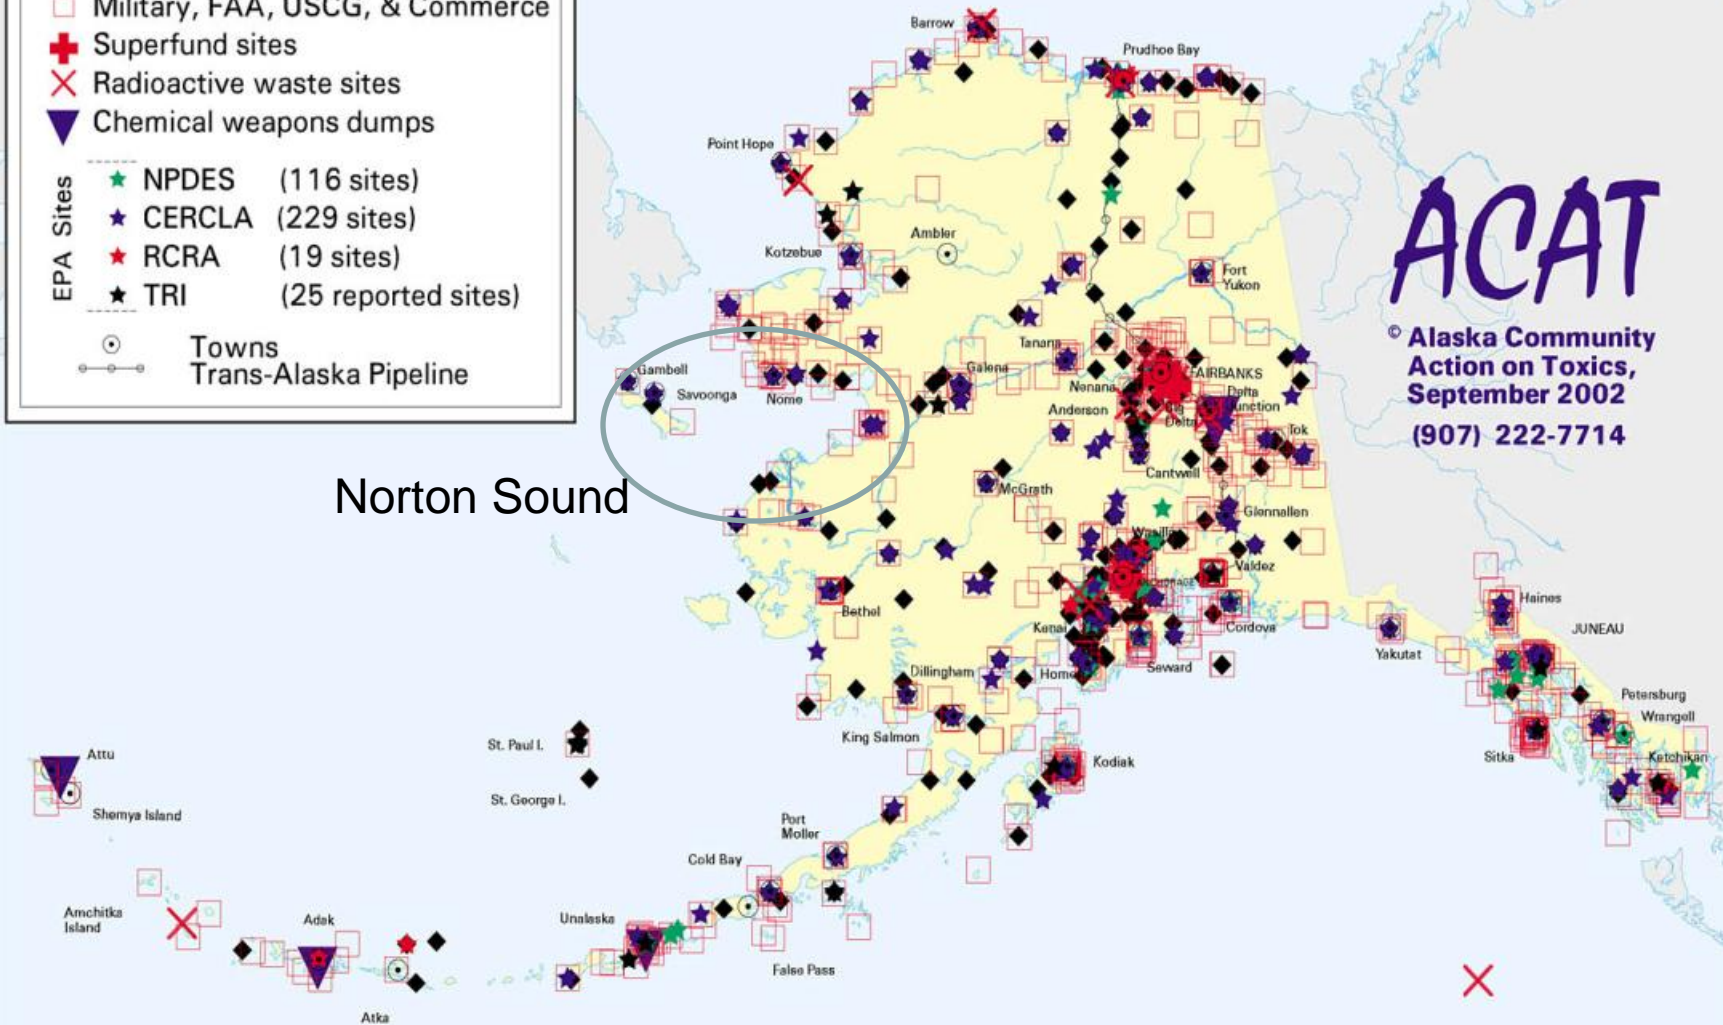 Military, FAA, USCG, & Commerce
Superfund sites
Radioactive waste sites
Chemical weapons dumps
EPA Sites
NPDES (116 sites)
CERCLA (229 sites)
RCRA (19 sites)
TRI (25 reported sites)
Towns
Trans-Alaska Pipeline
Barrow
Prudhoe Bay
Point Hope
Ambler
Kotzebue
Fort
Yukon
ACAT
© Alaska Community
Action on Toxics,
September 2002
(907) 222-7714
Tanana
Galena
Gambell
Savoonga
Nome
Nenana
FAIRBANKS
Anderson
Delta
Junction
Big
Delta
Tok
Cantwell
Norton Sound
McGrath
Glennallen
Wasilla
ANCHORAGE
Valdez
Bethel
Kenai
Cordova
Haines
JUNEAU
Yakutat
Seward
Dillingham
Homer
Petersburg
Wrangell
King Salmon
Sitka
Ketchikan
St. Paul I.
Attu
Kodiak
St. George I.
Shemya Island
Port
Moller
Cold Bay
Amchitka
Island
Adak
Unalaska
False Pass
Atka